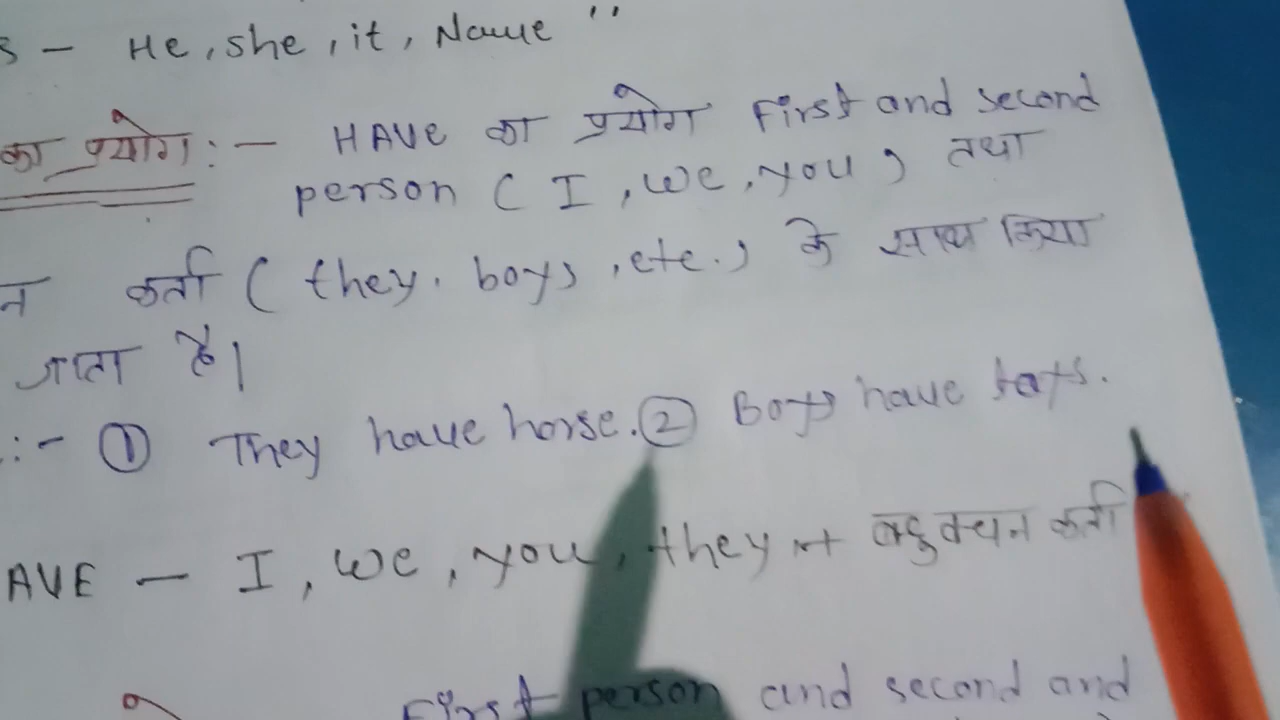 S - He, she, it, Name "
का प्रयोग :- HAVE का प्रयोग First and second
person ( I, we, you ) तथा
न कर्ता ( they, boys, etc. ) के साथ किया
जाता है।
:- ① They have horse. ② Boys have
AVE - I, we, you, they + बहुवचन कर्ता
First person and second and